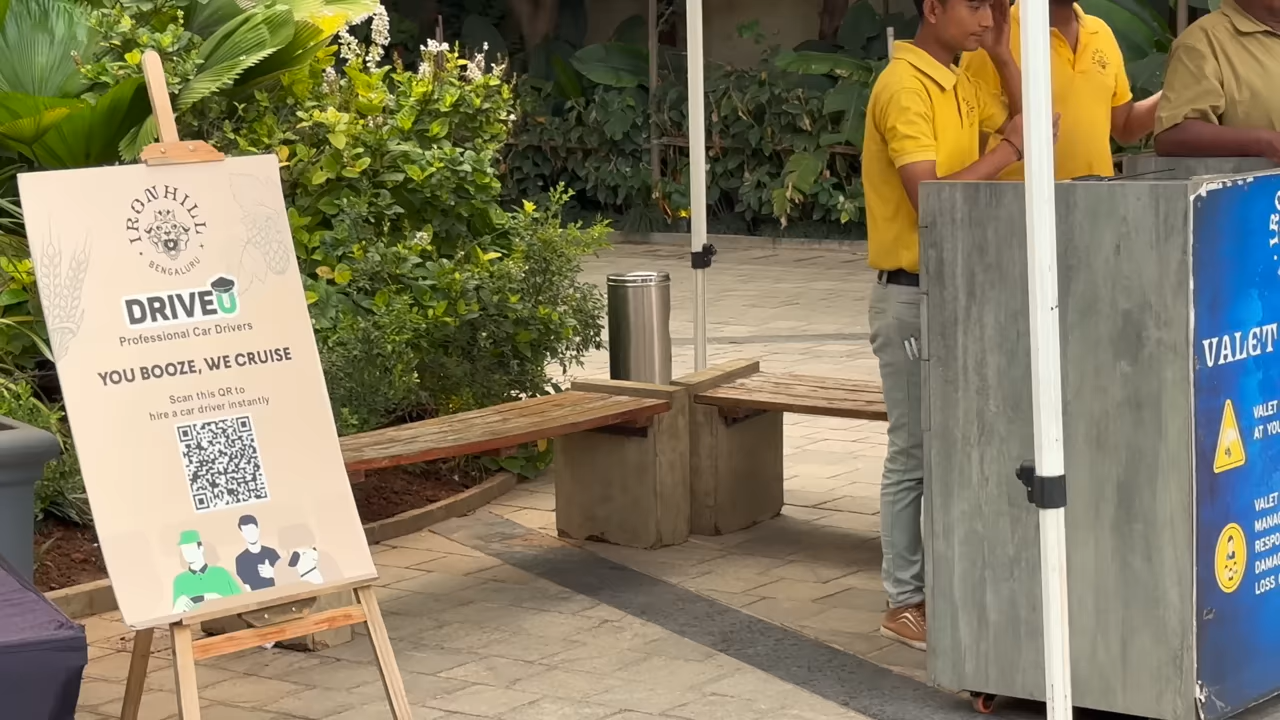 IRONHILL
BENGALURU
DRIVEU
Professional Car Drivers
YOU BOOZE, WE CRUISE
Scan this QR to
hire a car driver instantly
VALET
VALET
AT YOU
VALET
MANA
RESPO
DAMA
LOSS